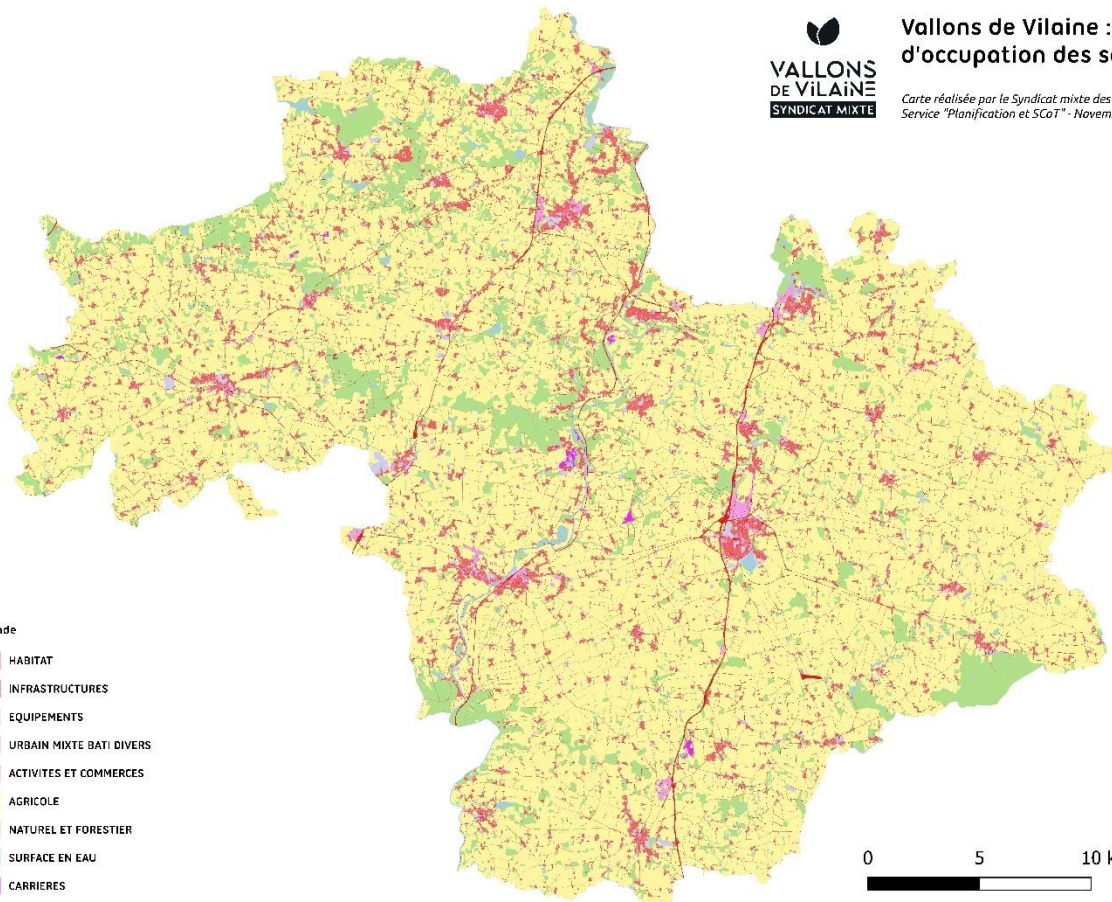 VALLONS
DE VILAINE
SYNDICAT MIXTE
Vallons de Vilaine :
d'occupation des s
Carte réalisée par le Syndicat mixte des
Service "Planification et SCoT" - Novem
HABITAT
INFRASTRUCTURES
EQUIPEMENTS
URBAIN MIXTE BATI DIVERS
ACTIVITES ET COMMERCES
AGRICOLE
NATUREL ET FORESTIER
SURFACE EN EAU
CARRIERES
0 5 10 k